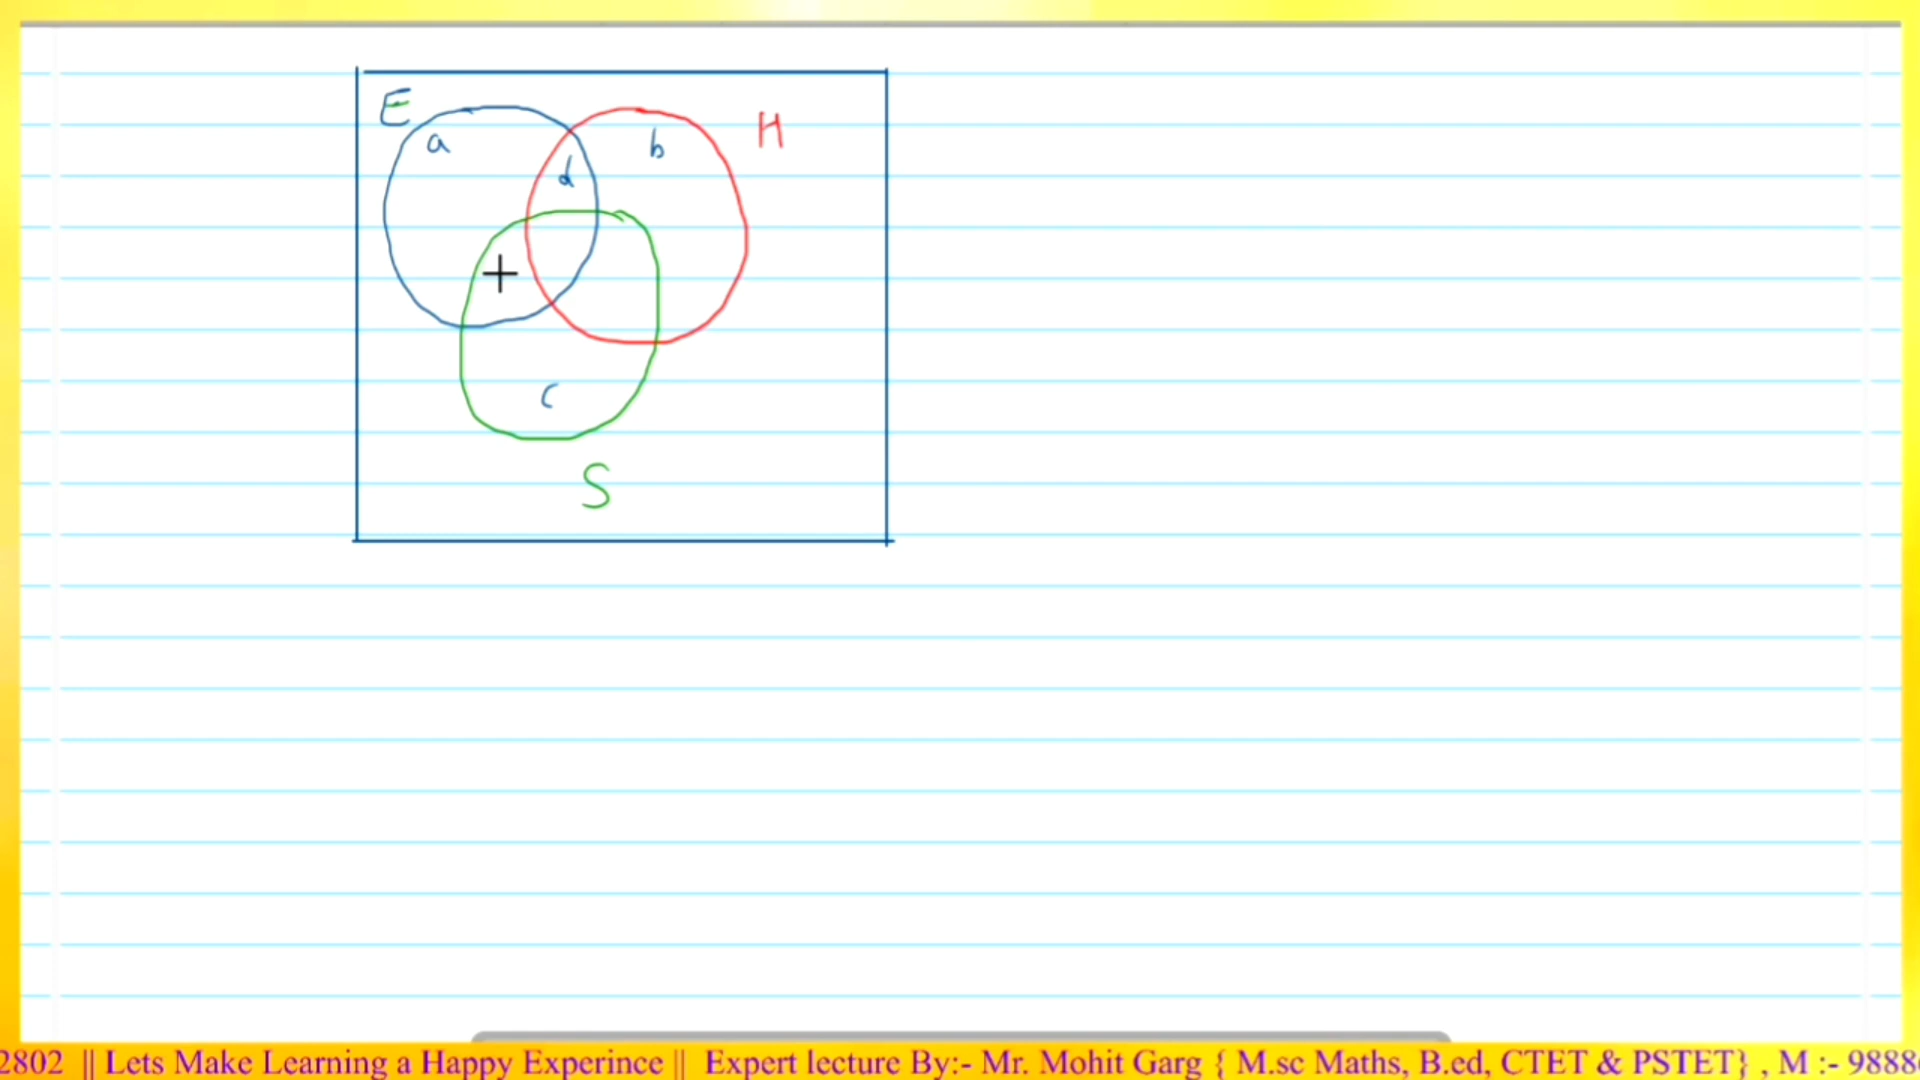 E
a
b
H
d
c
S
2802 || Lets Make Learning a Happy Experince || Expert lecture By:- Mr. Mohit Garg { M.sc Maths, B.ed, CTET & PSTET} , M :- 9888